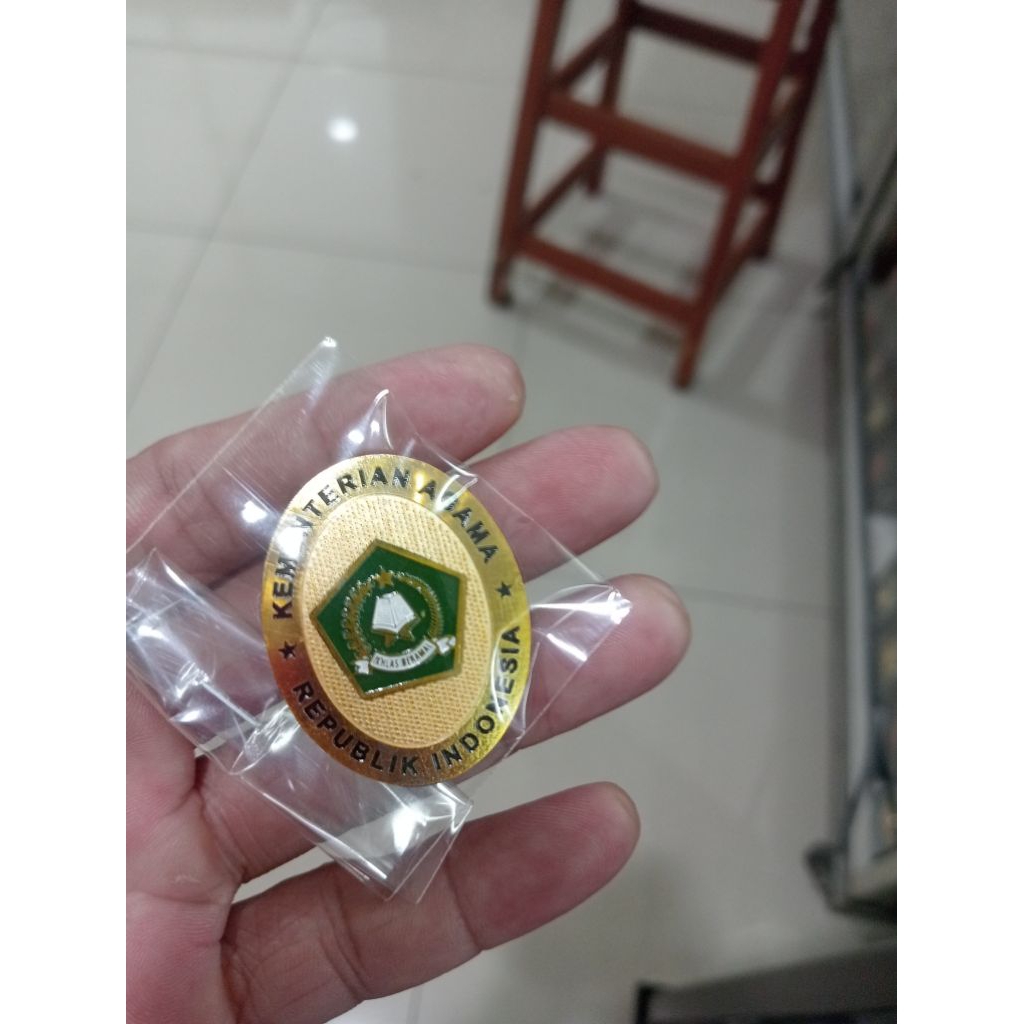 KEMENTERIAN AGAMA
★ REPUBLIK INDONESIA ★
IKHLAS BERAMAL